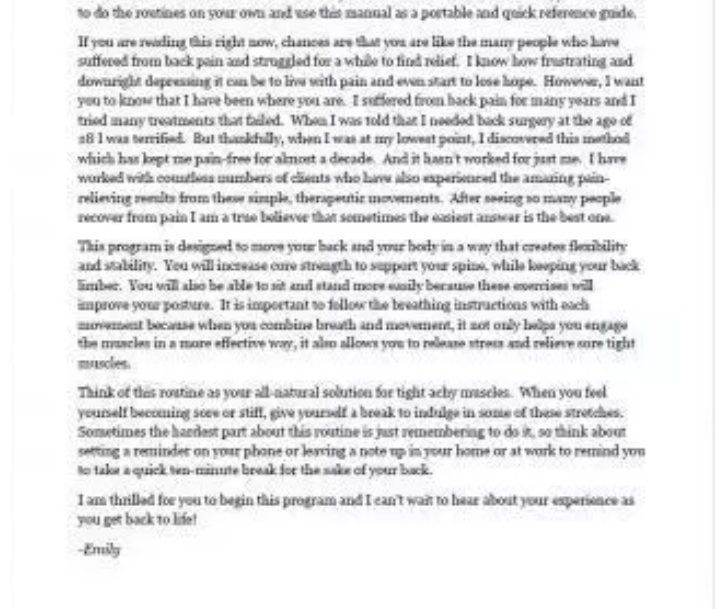 to do the routines on your own and use this manual as a portable and quick reference guide.
If you are reading this right now, chances are that you are like the many people who have
suffered from back pain and struggled for a while to find relief. I know how frustrating and
downright depressing it can be to live with pain and even start to lose hope. However, I want
you to know that I have been where you are. I suffered from back pain for many years and I
tried many treatments that failed. When I was told that I needed back surgery at the age of
28 I was terrified. But thankfully, when I was at my lowest point, I discovered this method
which has kept me pain-free for almost a decade. And it hasn't worked for just me. I have
worked with countless numbers of clients who have also experienced the amazing pain-
relieving results from these simple, therapeutic movements. After seeing so many people
recover from pain I am a true believer that sometimes the easiest answer is the best one.
This program is designed to move your back and your body in a way that creates flexibility
and stability. You will increase core strength to support your spine, while keeping your back
limber. You will also be able to sit and stand more easily because these exercises will
improve your posture. It is important to follow the breathing instructions with each
movement because when you combine breath and movement, it not only helps you engage
the muscles in a more effective way, it also allows you to release stress and relieve sore tight
muscles.
Think of this routine as your all-natural solution for tight achy muscles. When you feel
yourself becoming sore or stiff, give yourself a break to indulge in some of these stretches.
Sometimes the hardest part about this routine is just remembering to do it, so think about
setting a reminder on your phone or leaving a note up in your home or at work to remind you
to take a quick ten-minute break for the sake of your back.
I am thrilled for you to begin this program and I can't wait to hear about your experience as
you get back to life!
-Emily